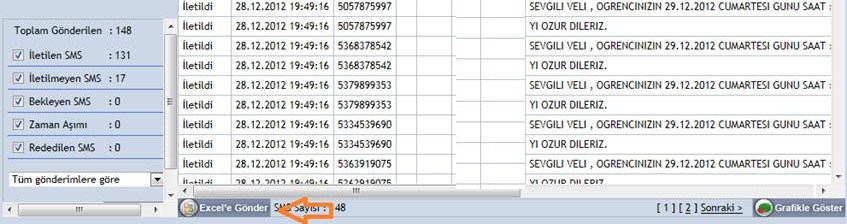 Toplam Gönderilen : 148
İletilen SMS : 131
İletilmeyen SMS : 17
Bekleyen SMS : 0
Zaman Aşımı : 0
Rededilen SMS : 0
Tüm gönderimlere göre
İletildi 28.12.2012 19:49:16 5057875997 SEVGILI VELI , OGRENCINIZIN 29.12.2012 CUMARTESI GUNU SAAT :
İletildi 28.12.2012 19:49:16 5057875997 YI OZUR DILERIZ.
İletildi 28.12.2012 19:49:16 5368378542 SEVGILI VELI , OGRENCINIZIN 29.12.2012 CUMARTESI GUNU SAAT :
İletildi 28.12.2012 19:49:16 5368378542 YI OZUR DILERIZ.
İletildi 28.12.2012 19:49:16 5379899353 SEVGILI VELI , OGRENCINIZIN 29.12.2012 CUMARTESI GUNU SAAT :
İletildi 28.12.2012 19:49:16 5379899353 YI OZUR DILERIZ.
İletildi 28.12.2012 19:49:16 5334539690 SEVGILI VELI , OGRENCINIZIN 29.12.2012 CUMARTESI GUNU SAAT :
İletildi 28.12.2012 19:49:16 5334539690 YI OZUR DILERIZ.
İletildi 28.12.2012 19:49:16 5363919075 SEVGILI VELI , OGRENCINIZIN 29.12.2012 CUMARTESI GUNU SAAT :
İletildi 28.12.2012 19:49:16 5363919075 YI OZUR DILERIZ.
Excel'e Gönder Sayısı : 48 [ 1 ] [ 2 ] Sonraki > Grafikle Göster